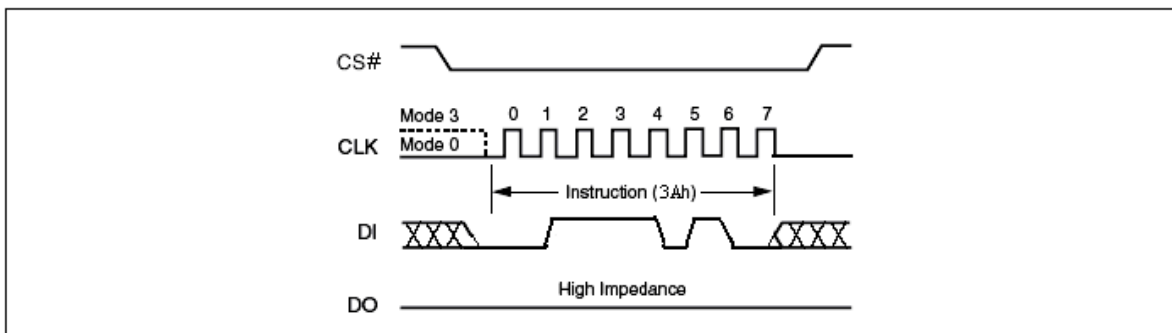 CS#
Mode 3 0 1 2 3 4 5 6 7
CLK Mode 0
Instruction (3Ah)
DI
High Impedance
DO